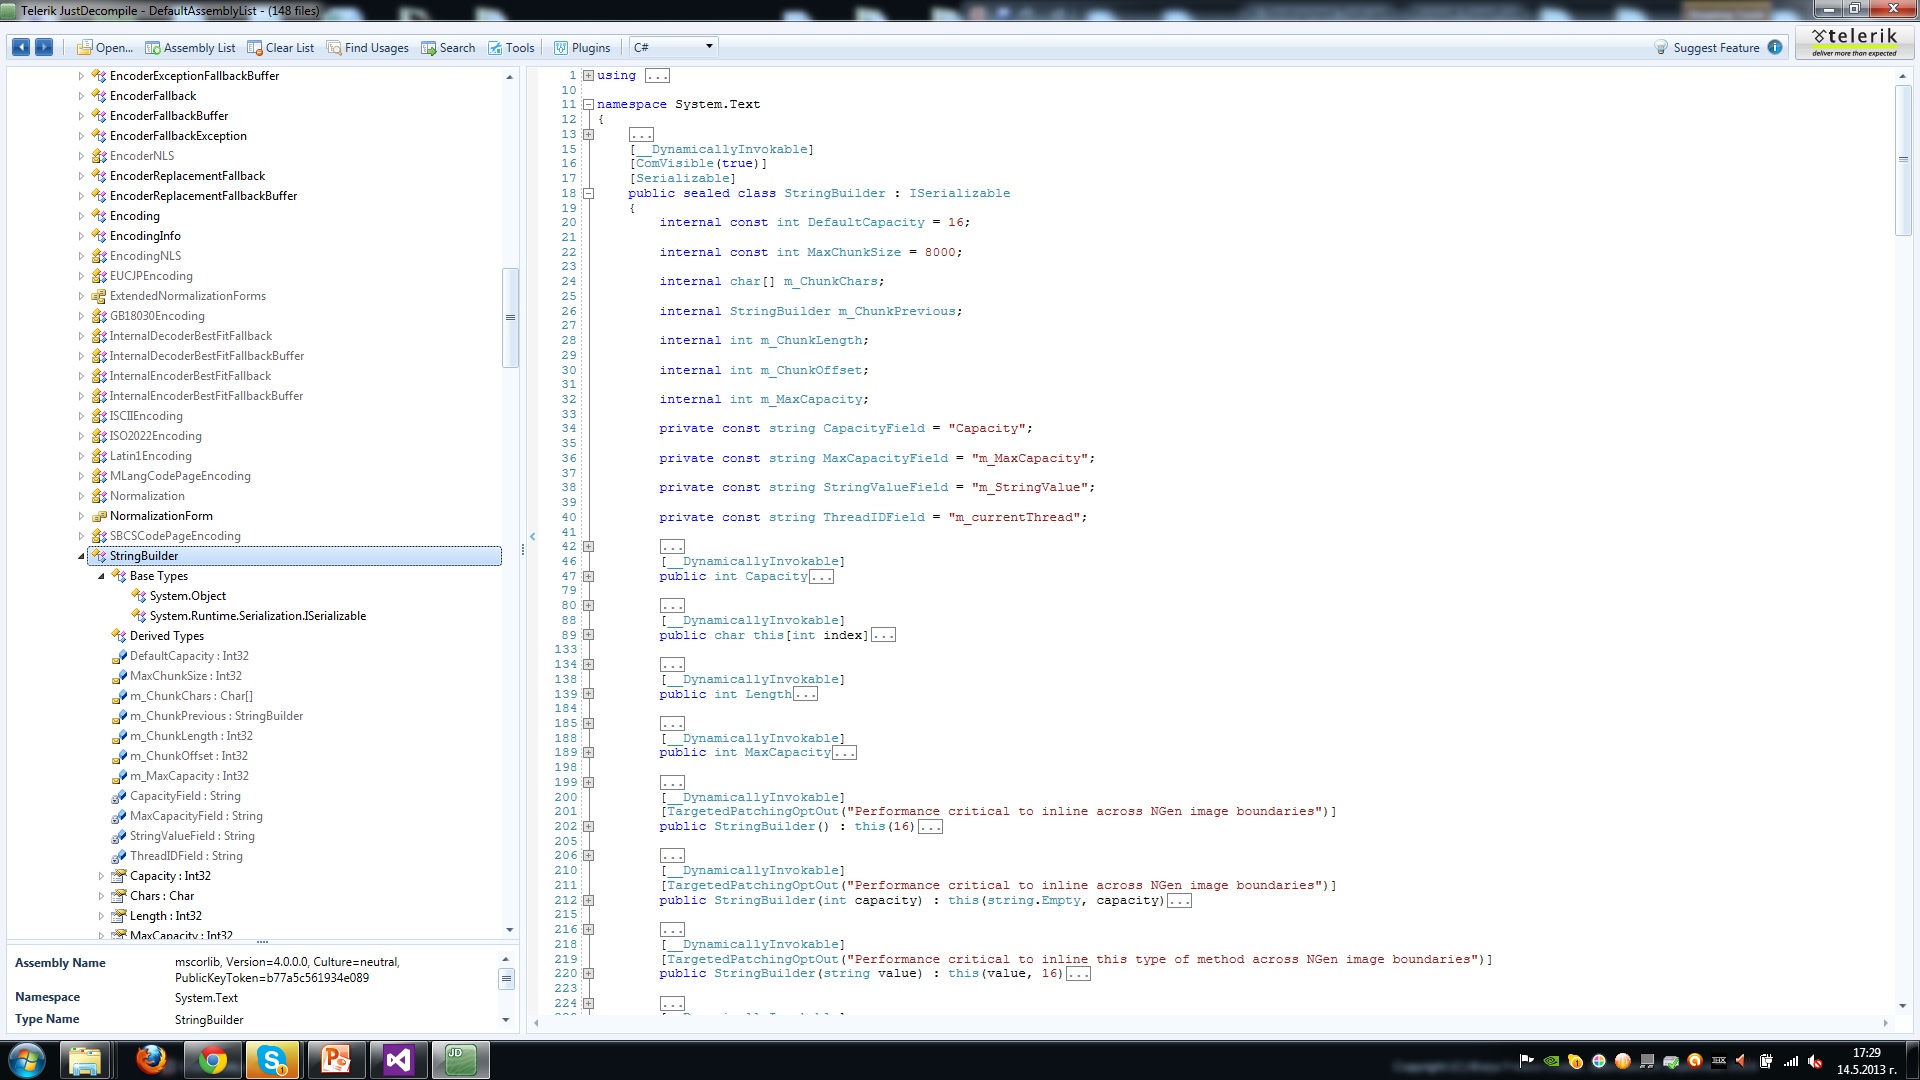 Telerik JustDecompile - DefaultAssemblyList - (148 files)
Open... Assembly List Clear List Find Usages Search Tools Plugins C# Suggest Feature telerik
deliver more than expected
EncoderExceptionFallbackBuffer
EncoderFallback
EncoderFallbackBuffer
EncoderFallbackException
EncoderNLS
EncoderReplacementFallback
EncoderReplacementFallbackBuffer
Encoding
EncodingInfo
EncodingNLS
EUCJPEncoding
ExtendedNormalizationForms
GB18030Encoding
InternalDecoderBestFitFallback
InternalDecoderBestFitFallbackBuffer
InternalEncoderBestFitFallback
InternalEncoderBestFitFallbackBuffer
ISCIIEncoding
ISO2022Encoding
Latin1Encoding
MLangCodePageEncoding
Normalization
NormalizationForm
SBCSCodePageEncoding
StringBuilder
Base Types
System.Object
System.Runtime.Serialization.ISerializable
Derived Types
DefaultCapacity : Int32
MaxChunkSize : Int32
m_ChunkChars : Char[]
m_ChunkPrevious : StringBuilder
m_ChunkLength : Int32
m_ChunkOffset : Int32
m_MaxCapacity : Int32
CapacityField : String
MaxCapacityField : String
StringValueField : String
ThreadIDField : String
Capacity : Int32
Chars : Char
Length : Int32
MaxCapacity : Int32
Assembly Name mscorlib, Version=4.0.0.0, Culture=neutral,
PublicKeyToken=b77a5c561934e089
Namespace System.Text
Type Name StringBuilder
1 using ...
10
11 namespace System.Text
12 {
13 ...
15 [__DynamicallyInvokable]
16 [ComVisible(true)]
17 [Serializable]
18 public sealed class StringBuilder : ISerializable
19 {
20 internal const int DefaultCapacity = 16;
21
22 internal const int MaxChunkSize = 8000;
23
24 internal char[] m_ChunkChars;
25
26 internal StringBuilder m_ChunkPrevious;
27
28 internal int m_ChunkLength;
29
30 internal int m_ChunkOffset;
31
32 internal int m_MaxCapacity;
33
34 private const string CapacityField = "Capacity";
35
36 private const string MaxCapacityField = "m_MaxCapacity";
37
38 private const string StringValueField = "m_StringValue";
39
40 private const string ThreadIDField = "m_currentThread";
41
42 ...
46 [__DynamicallyInvokable]
47 public int Capacity...
79
80 ...
88 [__DynamicallyInvokable]
89 public char this[int index]...
133
134 ...
138 [__DynamicallyInvokable]
139 public int Length...
184
185 ...
188 [__DynamicallyInvokable]
189 public int MaxCapacity...
198
199 ...
200 [__DynamicallyInvokable]
201 [TargetedPatchingOptOut("Performance critical to inline across NGen image boundaries")]
202 public StringBuilder() : this(16)...
205
206 ...
210 [__DynamicallyInvokable]
211 [TargetedPatchingOptOut("Performance critical to inline across NGen image boundaries")]
212 public StringBuilder(int capacity) : this(string.Empty, capacity)...
215
216 ...
218 [__DynamicallyInvokable]
219 [TargetedPatchingOptOut("Performance critical to inline this type of method across NGen image boundaries")]
220 public StringBuilder(string value) : this(value, 16)...
223
224 ...
JD
17:29
14.5.2013 г.